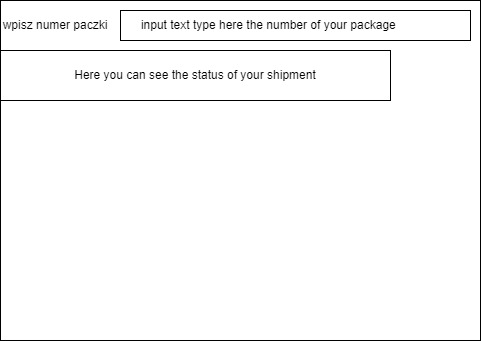 wpisz numer paczki input text type here the number of your package
Here you can see the status of your shipment